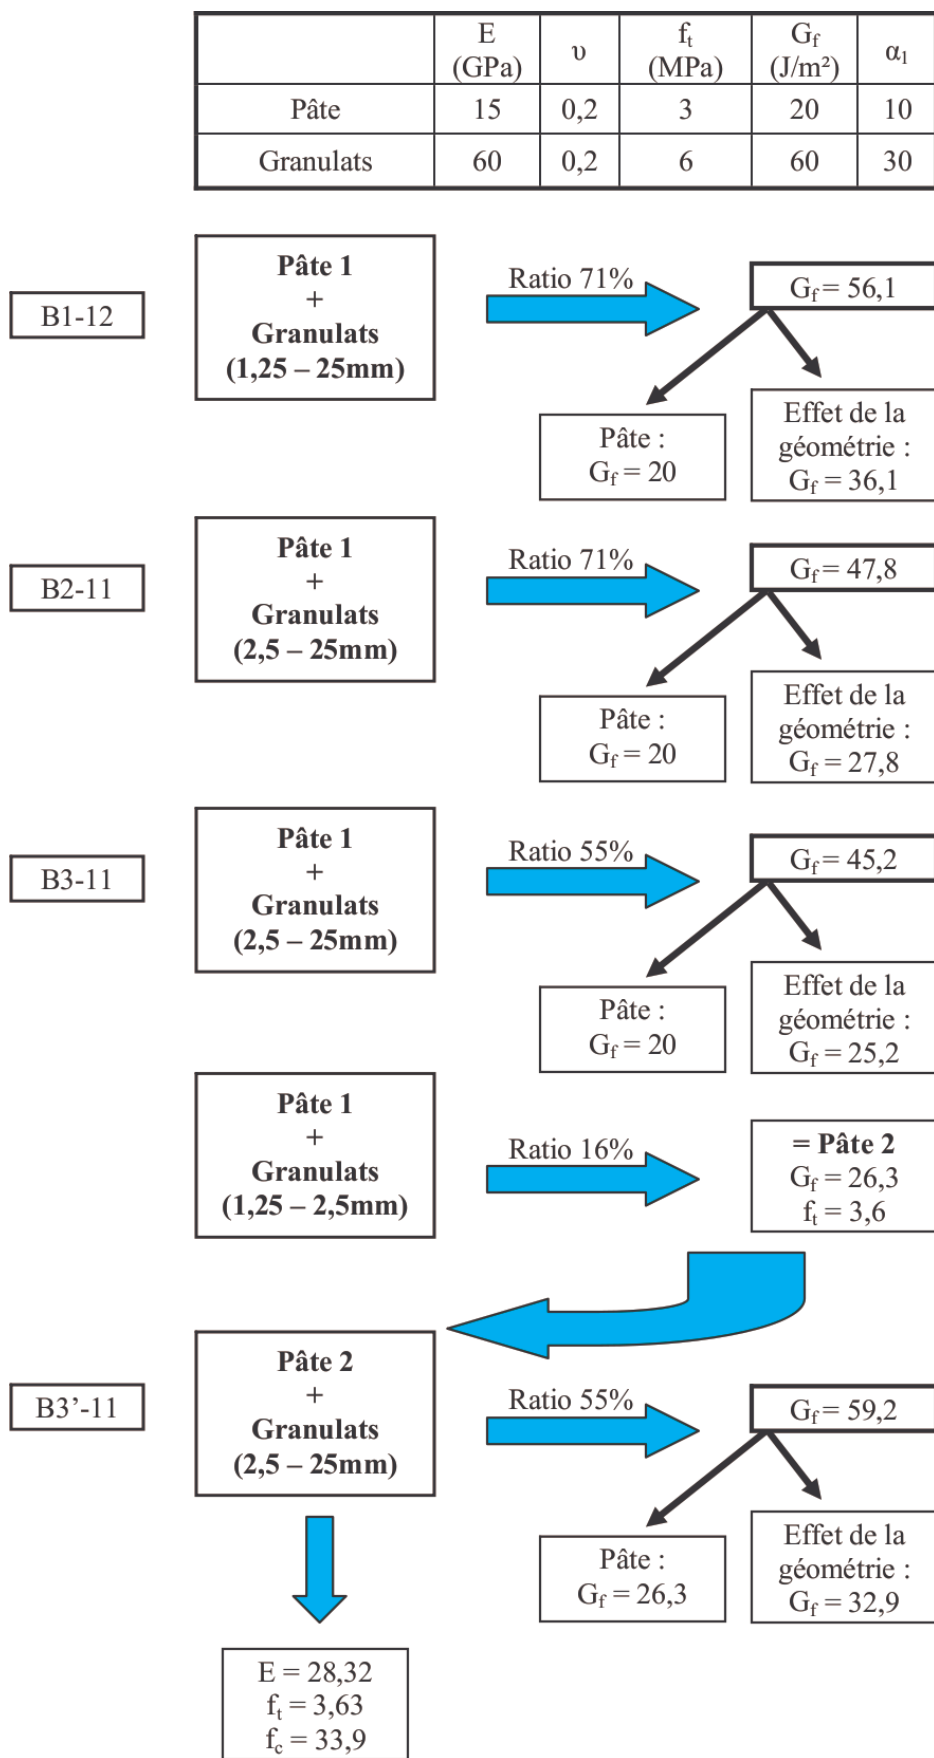 E f_t G_f
(GPa) υ (MPa) (J/m²) α_l
Pâte 15 0,2 3 20 10
Granulats 60 0,2 6 60 30
B1-12
Pâte 1
+
Granulats
(1,25 – 25mm)
Ratio 71%
G_f = 56,1
Pâte :
G_f = 20
Effet de la
géométrie :
G_f = 36,1
B2-11
Pâte 1
+
Granulats
(2,5 – 25mm)
Ratio 71%
G_f = 47,8
Pâte :
G_f = 20
Effet de la
géométrie :
G_f = 27,8
B3-11
Pâte 1
+
Granulats
(2,5 – 25mm)
Ratio 55%
G_f = 45,2
Pâte :
G_f = 20
Effet de la
géométrie :
G_f = 25,2
Pâte 1
+
Granulats
(1,25 – 2,5mm)
Ratio 16%
= Pâte 2
G_f = 26,3
f_t = 3,6
B3’-11
Pâte 2
+
Granulats
(2,5 – 25mm)
Ratio 55%
G_f = 59,2
Pâte :
G_f = 26,3
Effet de la
géométrie :
G_f = 32,9
E = 28,32
f_t = 3,63
f_c = 33,9